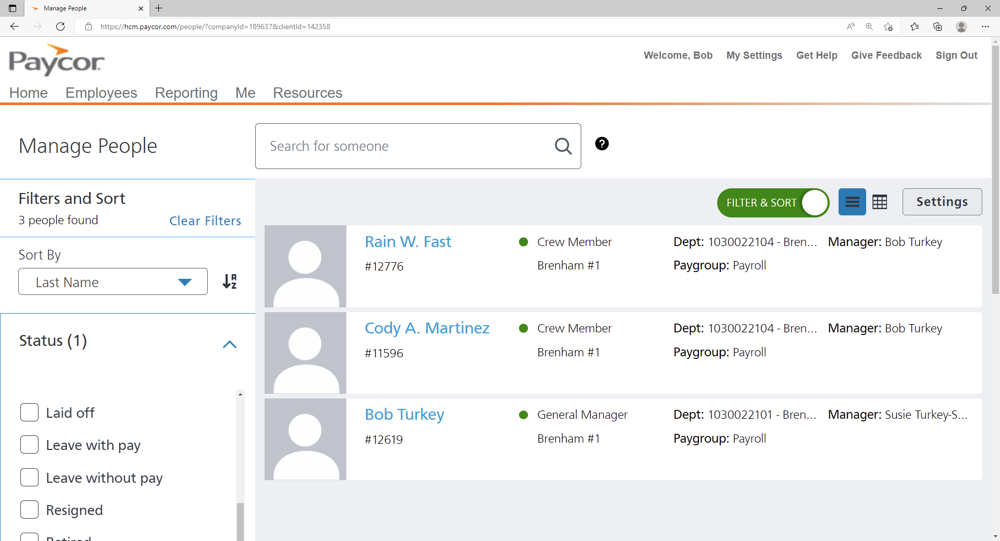 Manage People
https://hcm.paycor.com/people/?companyId=189637&clientId=142358
Paycor
Welcome, Bob My Settings Get Help Give Feedback Sign Out
Home Employees Reporting Me Resources
Manage People
Search for someone
?
Filters and Sort
3 people found
Clear Filters
FILTER & SORT
Settings
Sort By
Last Name
A
Z
Status (1)
Laid off
Leave with pay
Leave without pay
Resigned
Retired
Rain W. Fast
#12776
Crew Member
Brenham #1
Dept: 1030022104 - Bren...
Paygroup: Payroll
Manager: Bob Turkey
Cody A. Martinez
#11596
Crew Member
Brenham #1
Dept: 1030022104 - Bren...
Paygroup: Payroll
Manager: Bob Turkey
Bob Turkey
#12619
General Manager
Brenham #1
Dept: 1030022101 - Bren...
Paygroup: Payroll
Manager: Susie Turkey-S...